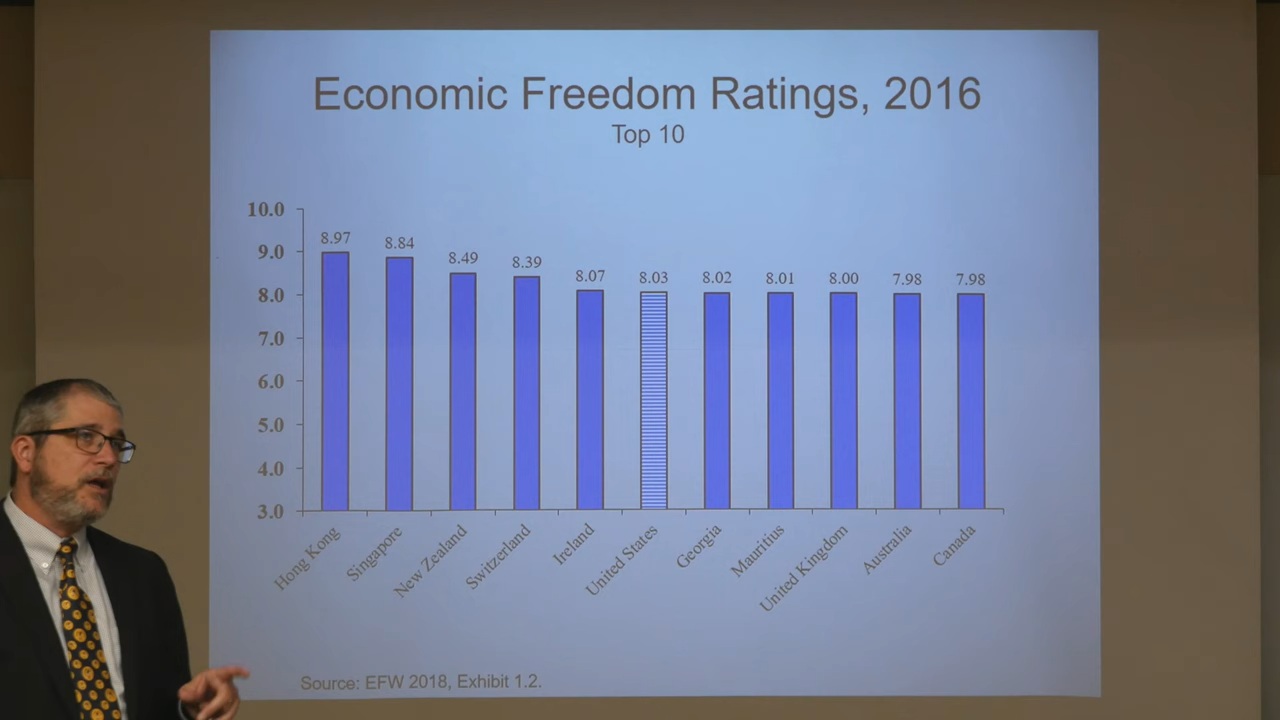 Economic Freedom Ratings, 2016
Top 10
10.0
9.0
8.0
7.0
6.0
5.0
4.0
3.0
8.97
8.84
8.49
8.39
8.07
8.03
8.02
8.01
8.00
7.98
7.98
Hong Kong
Singapore
New Zealand
Switzerland
Ireland
United States
Georgia
Mauritius
United Kingdom
Australia
Canada
Source: EFW 2018, Exhibit 1.2.